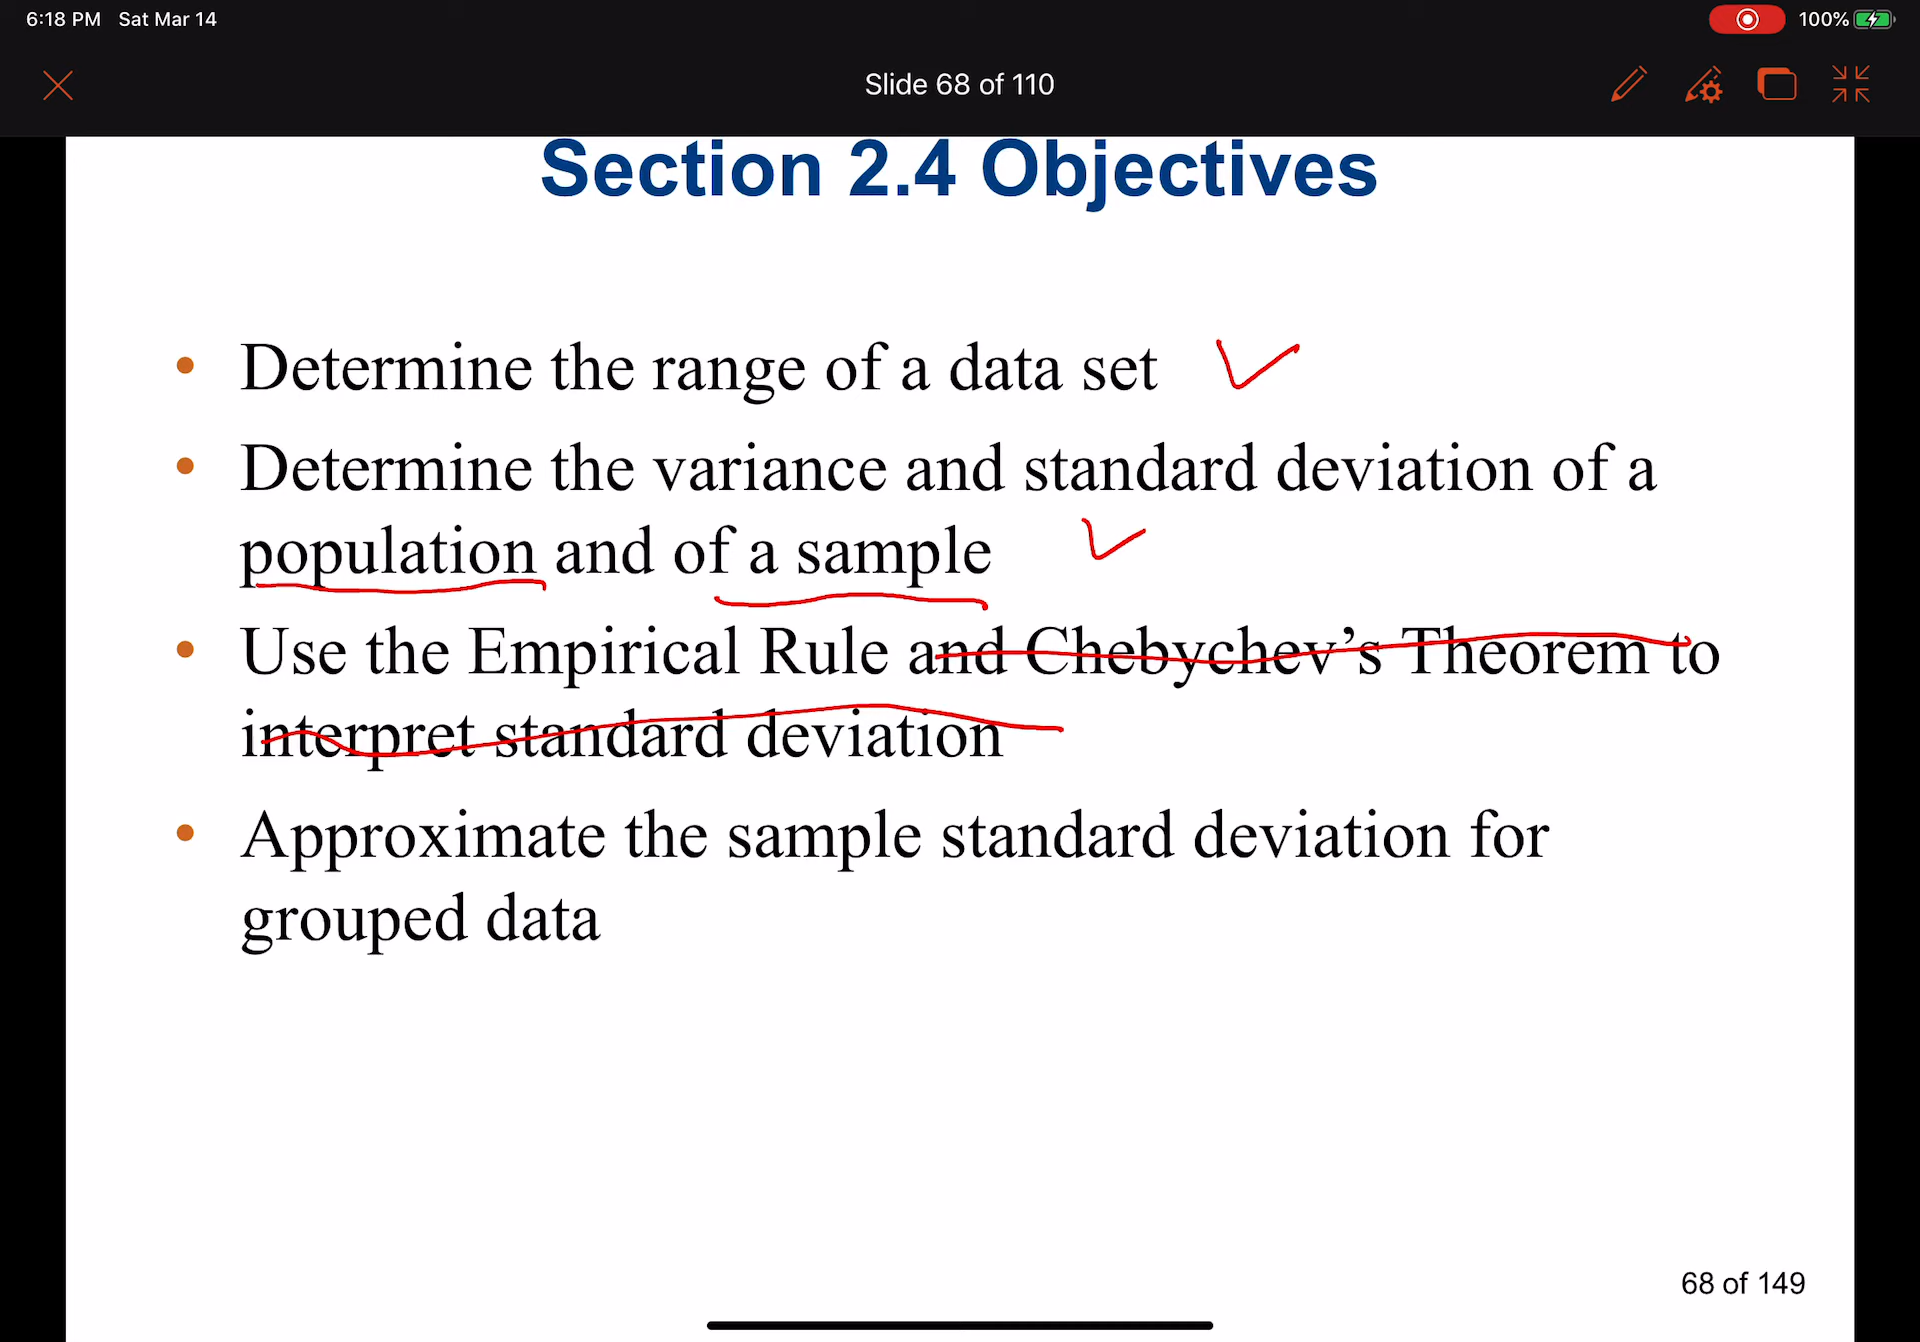 6:18 PM Sat Mar 14
100%
Slide 68 of 110
Section 2.4 Objectives
• Determine the range of a data set
• Determine the variance and standard deviation of a
population and of a sample
• Use the Empirical Rule and Chebychev’s Theorem to
interpret standard deviation
• Approximate the sample standard deviation for
grouped data
68 of 149